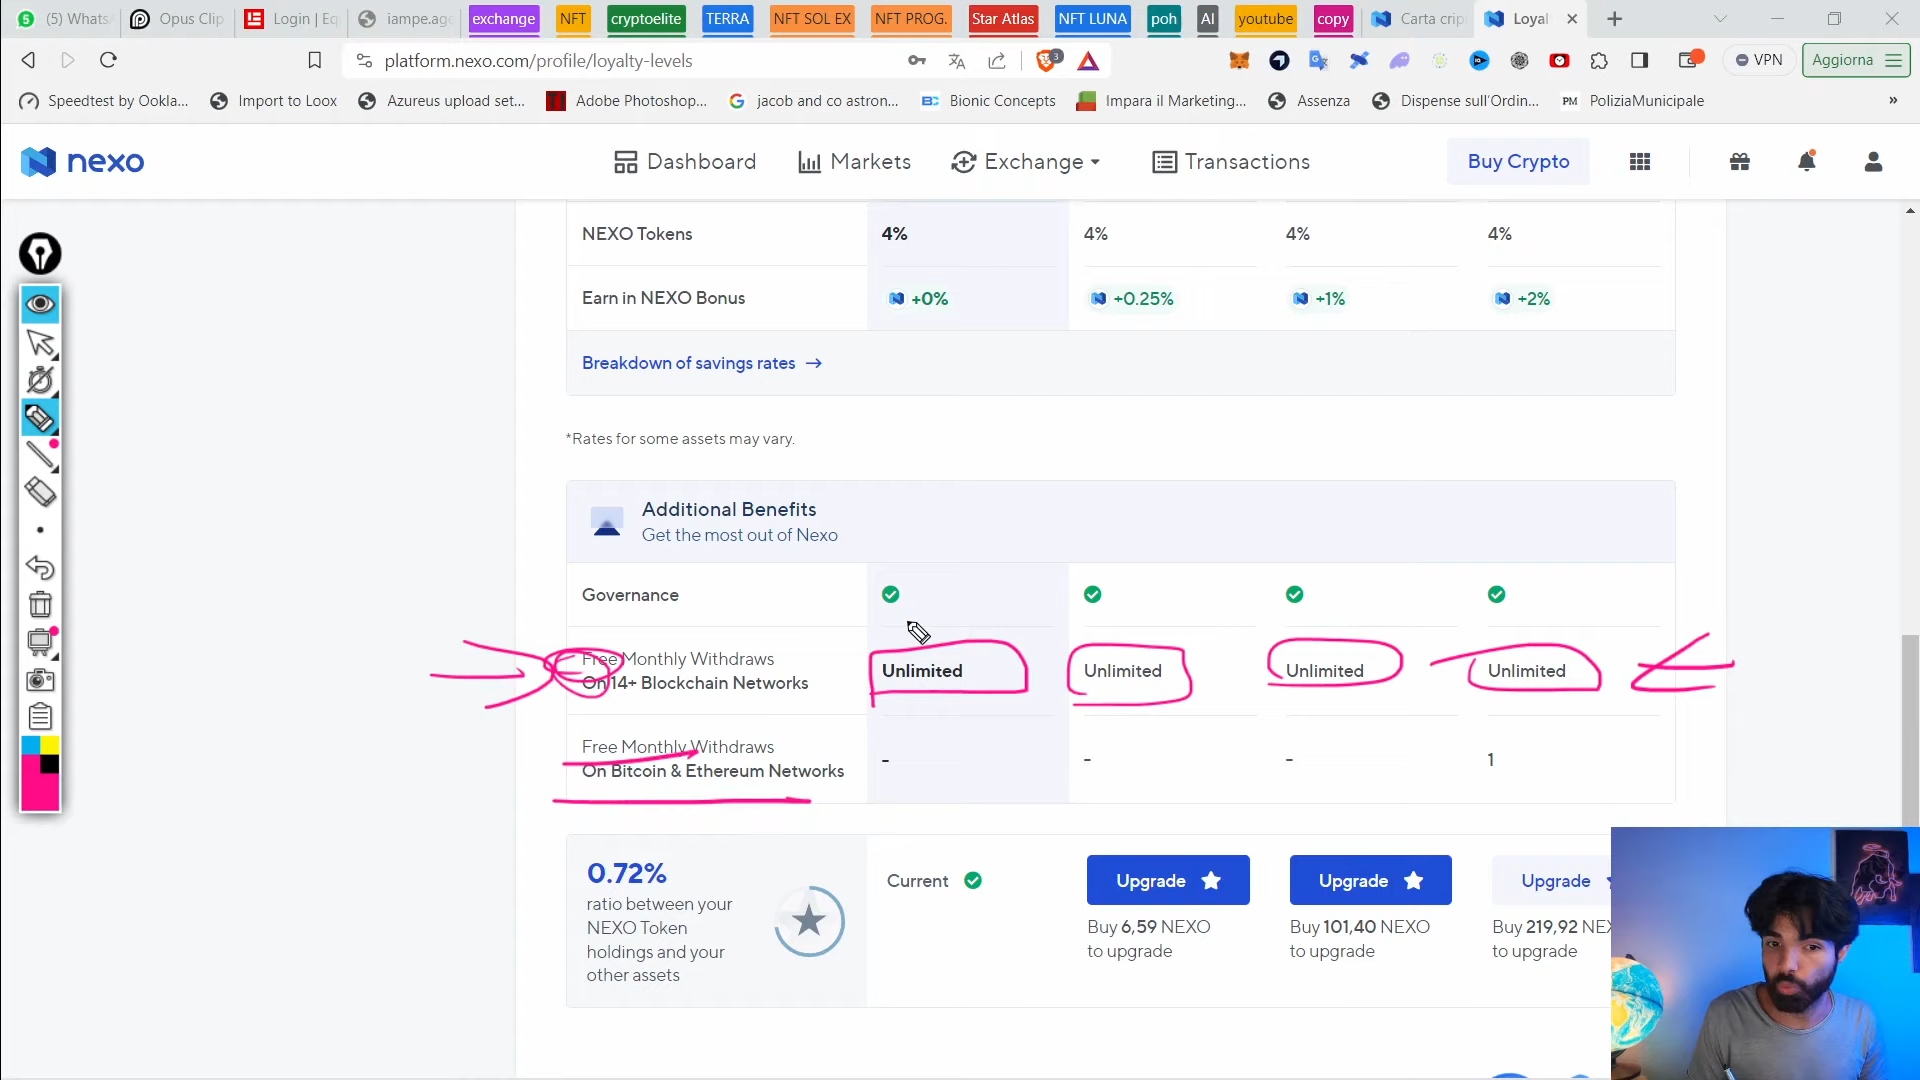 (5) Whats
Opus Clip
Login | Eq
iampe.age
exchange
NFT
cryptoelite
TERRA
NFT SOL EX
NFT PROG.
Star Atlas
NFT LUNA
poh
AI
youtube
copy
Carta crip
Loyal
platform.nexo.com/profile/loyalty-levels
3
VPN
Aggiorna
Speedtest by Ookla...
Import to Loox
Azureus upload set...
Adobe Photoshop...
jacob and co astron...
Bionic Concepts
Impara il Marketing...
Assenza
Dispense sull'Ordin...
PM PoliziaMunicipale
»
nexo
Dashboard
Markets
Exchange
Transactions
Buy Crypto
NEXO Tokens 4% 4% 4% 4%
Earn in NEXO Bonus +0% +0.25% +1% +2%
Breakdown of savings rates →
*Rates for some assets may vary.
Additional Benefits
Get the most out of Nexo
Governance
Free Monthly Withdraws
On 14+ Blockchain Networks
Unlimited Unlimited Unlimited Unlimited
Free Monthly Withdraws
On Bitcoin & Ethereum Networks
- - - 1
0.72%
ratio between your
NEXO Token
holdings and your
other assets
Current
Upgrade
Buy 6,59 NEXO
to upgrade
Upgrade
Buy 101,40 NEXO
to upgrade
Upgrade
Buy 219,92 NEX
to upgrade